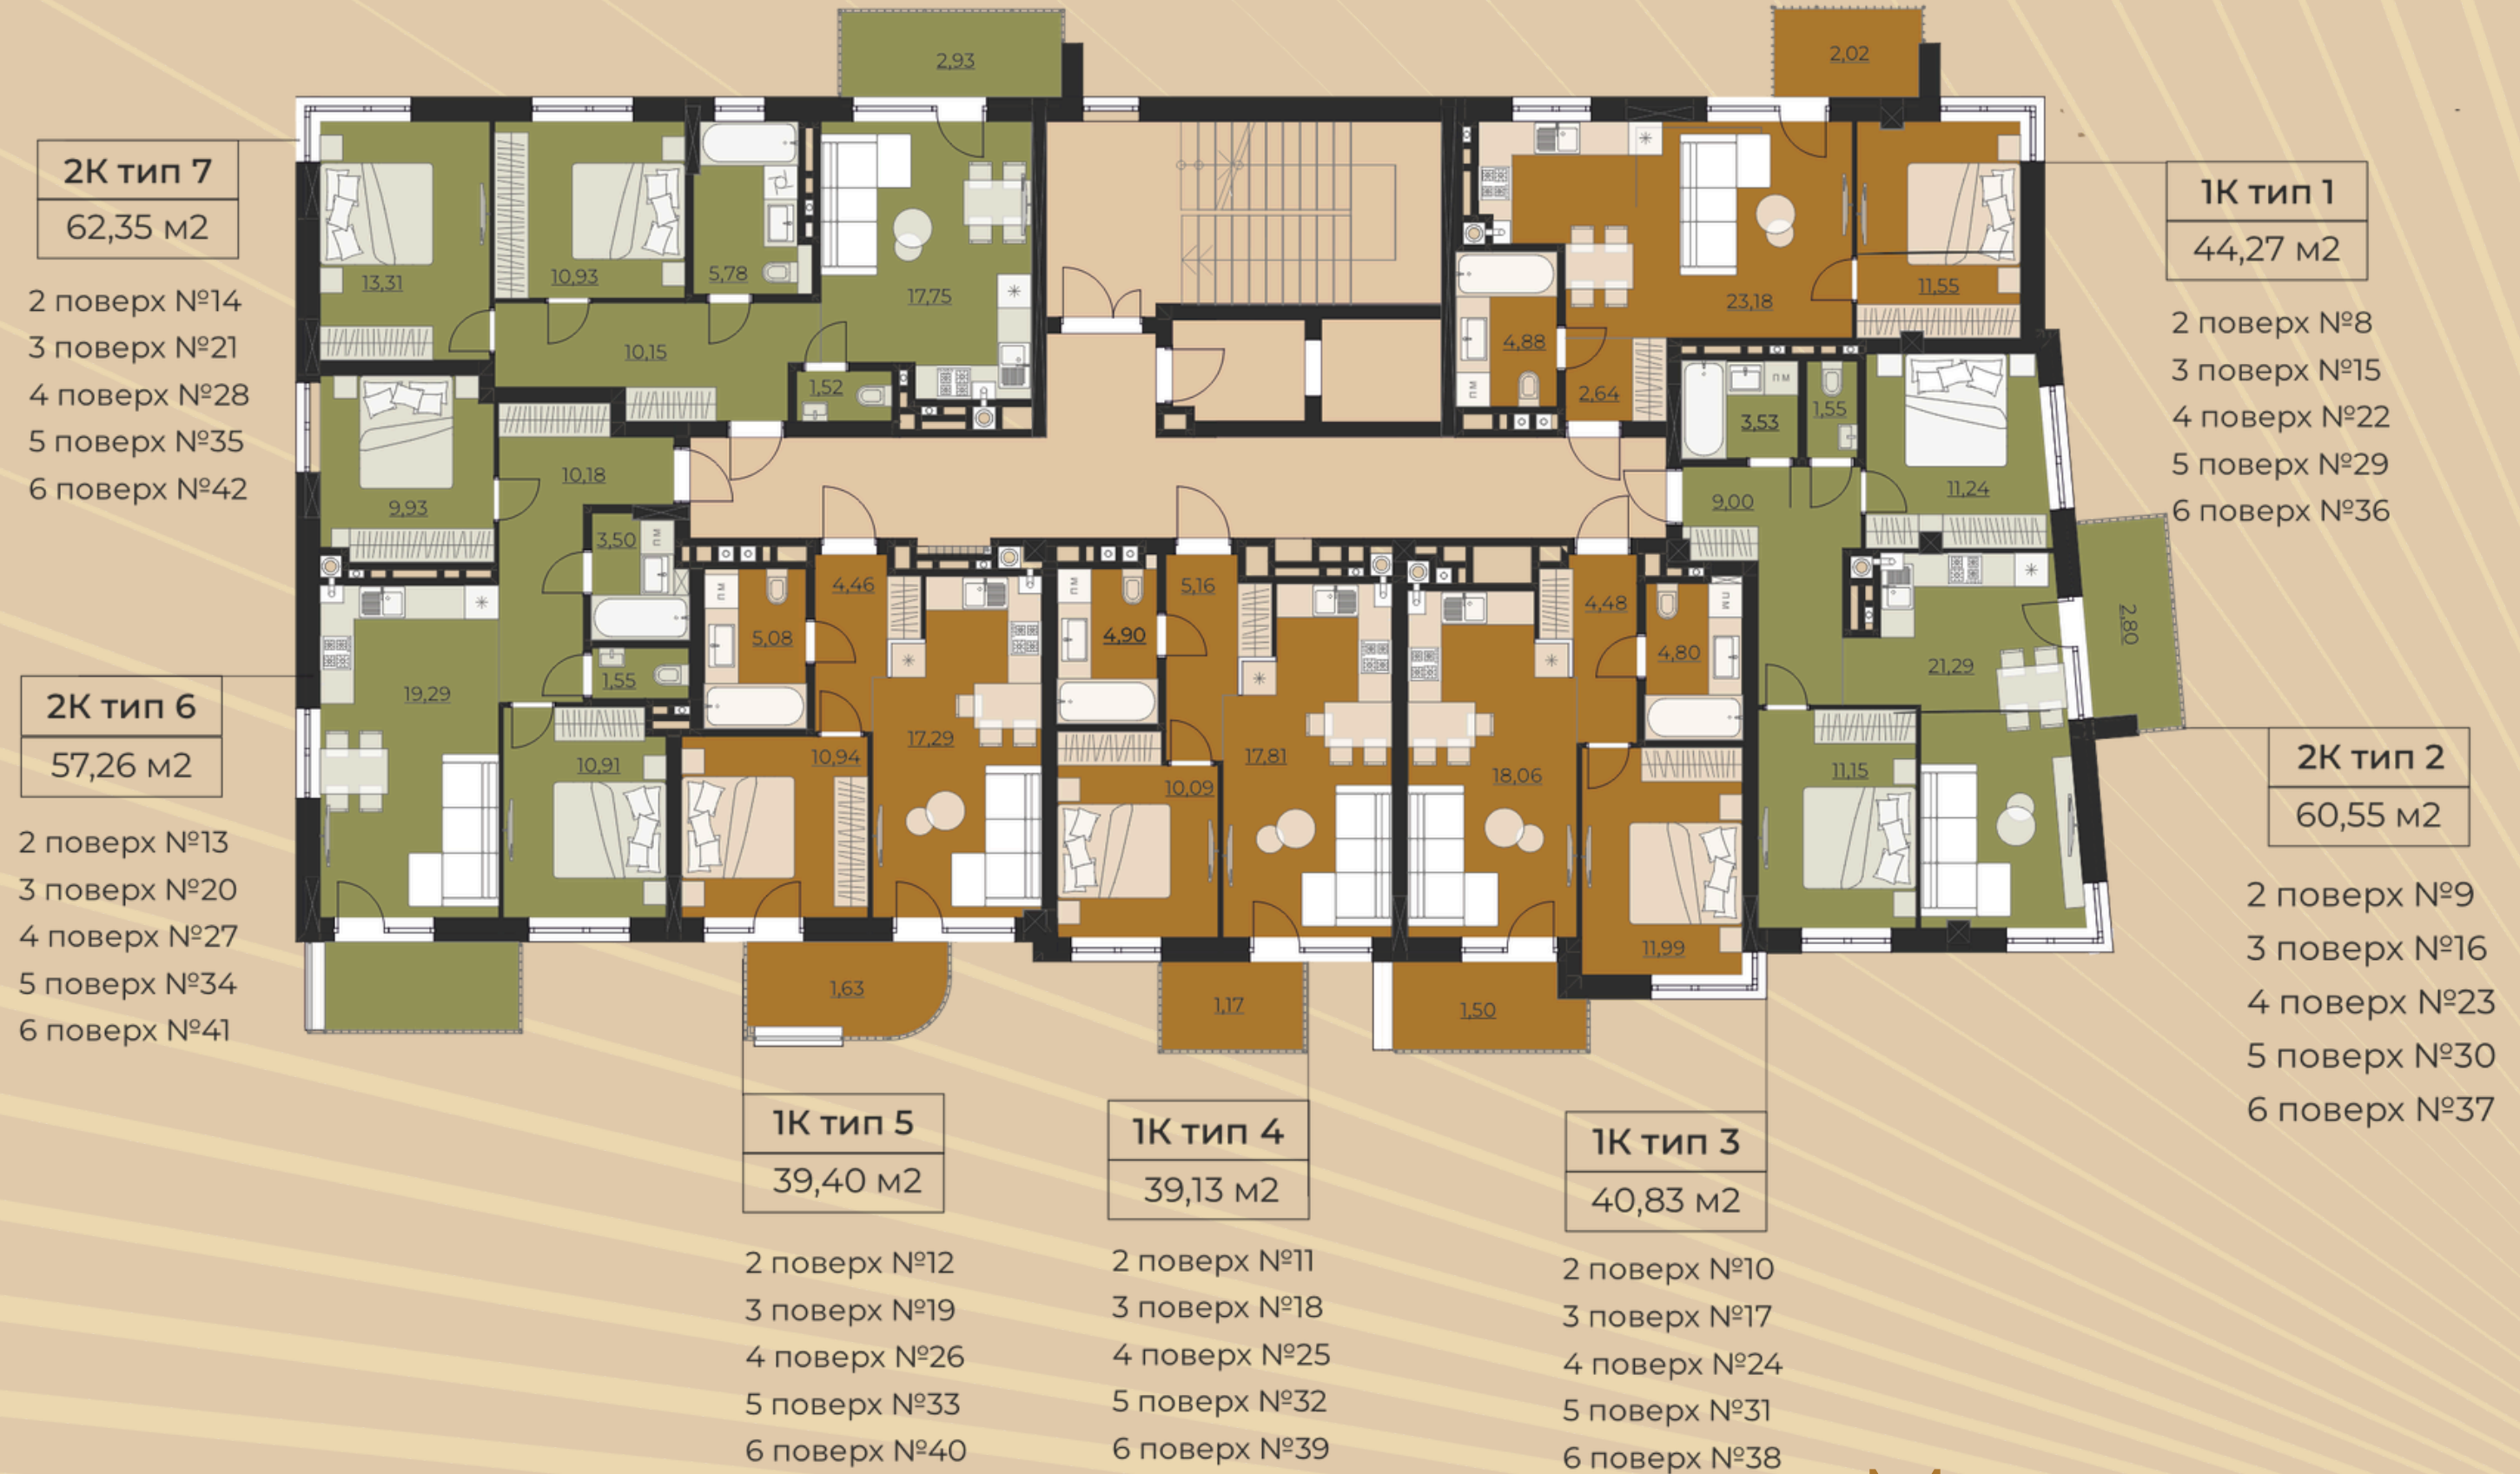 2К тип 7
62,35 м2
2 поверх №14
3 поверх №21
4 поверх №28
5 поверх №35
6 поверх №42
2К тип 6
57,26 м2
2 поверх №13
3 поверх №20
4 поверх №27
5 поверх №34
6 поверх №41
2,93
13,31
10,93
5,78
17,75
10,15
1,52
9,93
10,18
3,50
ПМ
1,55
19,29
10,91
2,02
23,18
11,55
4,88
ПМ
2,64
3,53
ПМ
1,55
11,24
9,00
2,80
21,29
11,15
ПМ
5,08
4,46
10,94
17,29
1,63
ПМ
4,90
5,16
10,09
17,81
1,17
4,48
4,80
ПМ
18,06
11,99
1,50
1К тип 1
44,27 м2
2 поверх №8
3 поверх №15
4 поверх №22
5 поверх №29
6 поверх №36
2К тип 2
60,55 м2
2 поверх №9
3 поверх №16
4 поверх №23
5 поверх №30
6 поверх №37
1К тип 5
39,40 м2
2 поверх №12
3 поверх №19
4 поверх №26
5 поверх №33
6 поверх №40
1К тип 4
39,13 м2
2 поверх №11
3 поверх №18
4 поверх №25
5 поверх №32
6 поверх №39
1К тип 3
40,83 м2
2 поверх №10
3 поверх №17
4 поверх №24
5 поверх №31
6 поверх №38